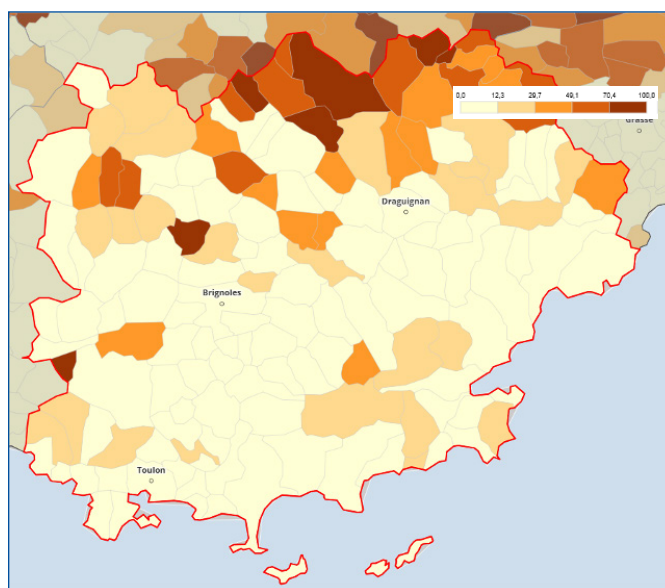 0,0 12,3 29,7 49,1 70,4 100,0
Grasse
Draguignan
Brignoles
Toulon